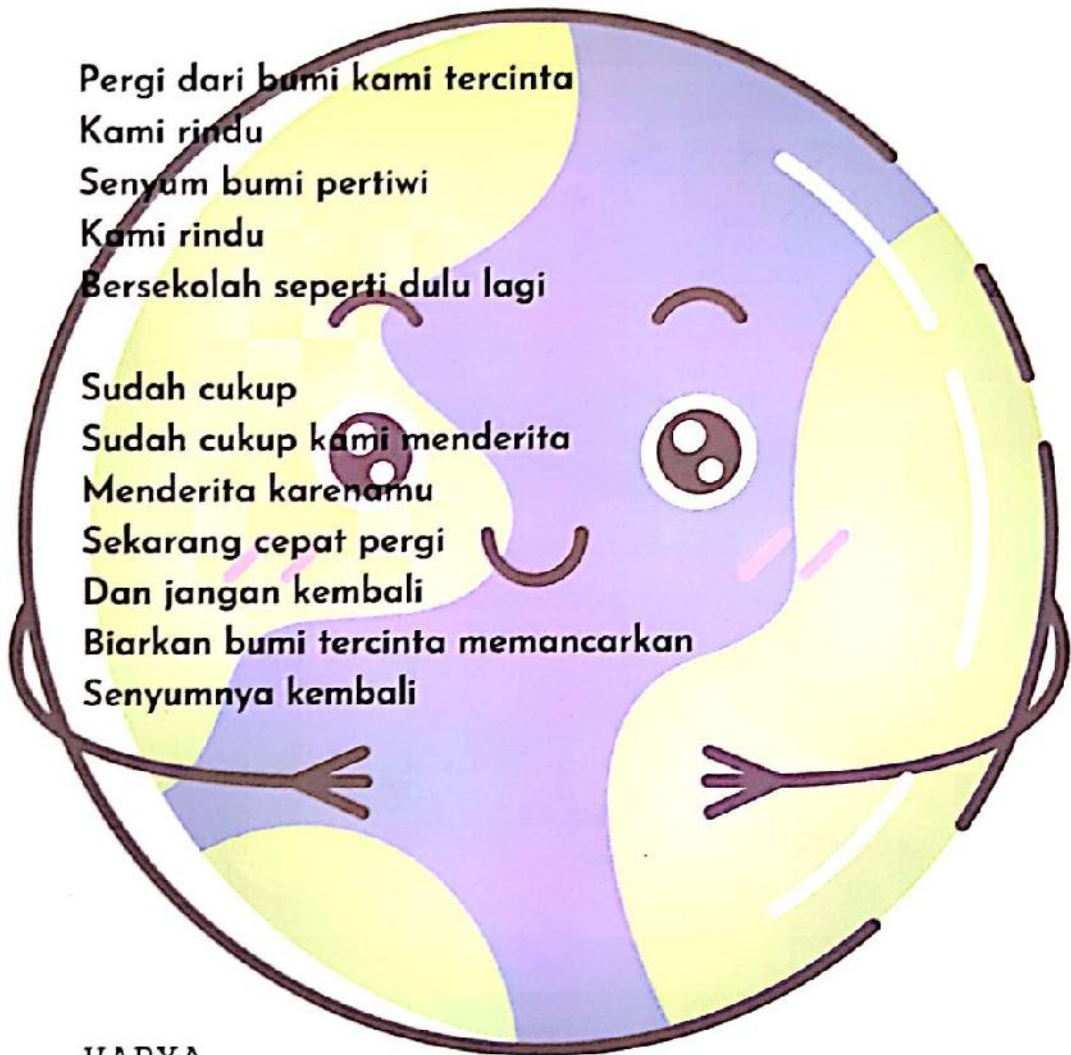 Pergi dari bumi kami tercinta
Kami rindu
Senyum bumi pertiwi
Kami rindu
Bersekolah seperti dulu lagi
Sudah cukup
Sudah cukup kami menderita
Menderita karenamu
Sekarang cepat pergi
Dan jangan kembali
Biarkan bumi tercinta memancarkan
Senyumnya kembali